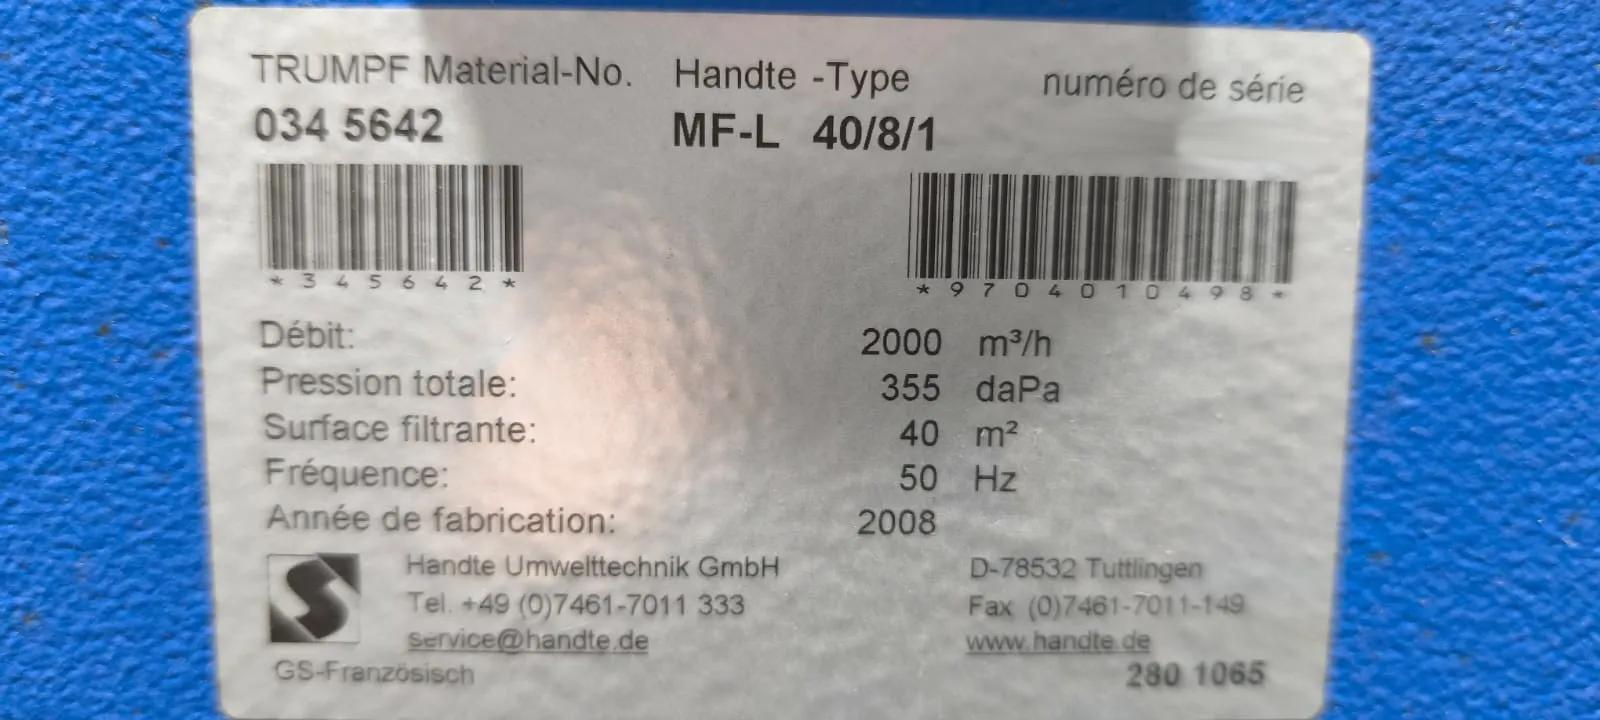 TRUMPF Material-No. Handte -Type numéro de série
034 5642 MF-L 40/8/1
*345642* *9704010498*
Débit: 2000 m³/h
Pression totale: 355 daPa
Surface filtrante: 40 m²
Fréquence: 50 Hz
Année de fabrication: 2008
Handte Umwelttechnik GmbH D-78532 Tuttlingen
Tel. +49 (0)7461-7011 333 Fax (0)7461-7011-149
service@handte.de www.handte.de
GS-Französisch 280 1065